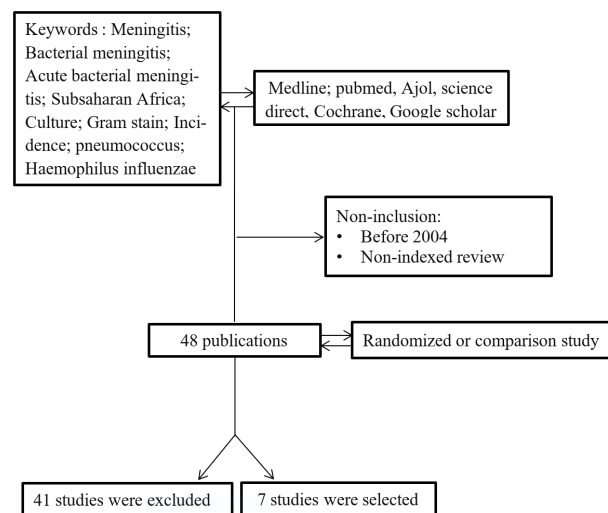 Keywords : Meningitis;
Bacterial meningitis;
Acute bacterial mening-
tis; Subsaharan Africa;
Culture; Gram stain; Inci-
dence; pneumococcus;
Haemophilus influenzae
Medline; pubmed, Ajol, science
direct, Cochrane, Google scholar
Non-inclusion:
• Before 2004
• Non-indexed review
48 publications
Randomized or comparison study
41 studies were excluded
7 studies were selected